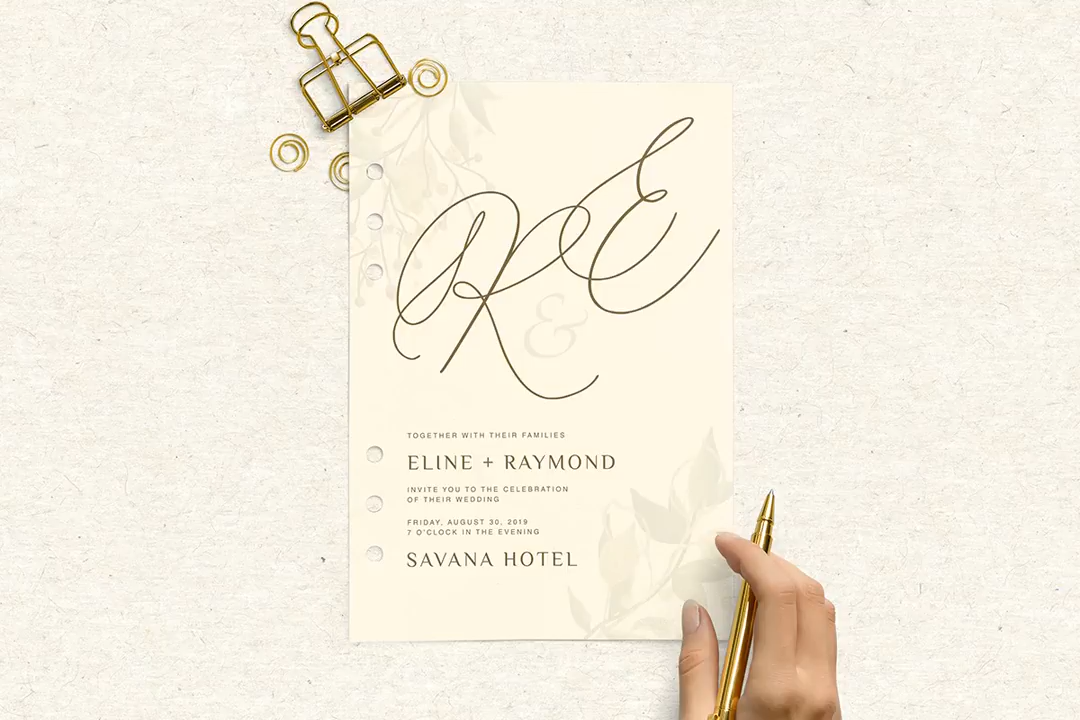 R E
&
TOGETHER WITH THEIR FAMILIES
ELINE + RAYMOND
INVITE YOU TO THE CELEBRATION
OF THEIR WEDDING
FRIDAY, AUGUST 30, 2019
7 O'CLOCK IN THE EVENING
SAVANA HOTEL